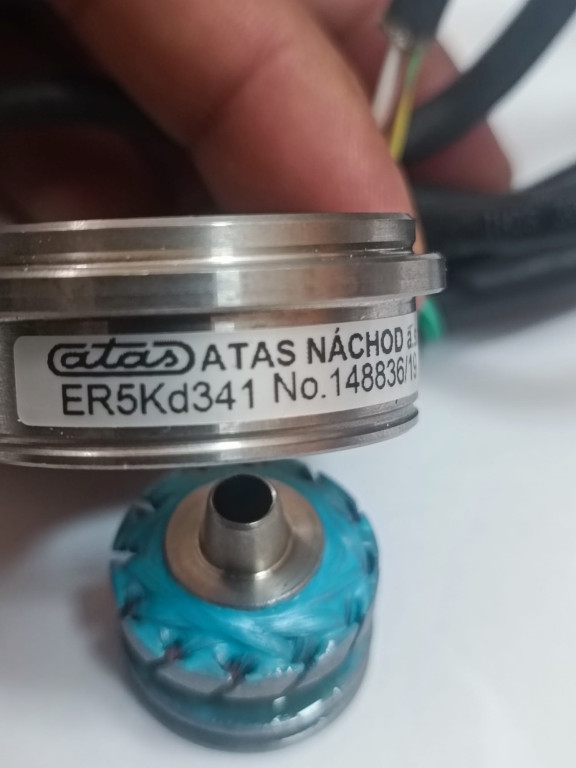 atas ATAS NÁCHOD a.s
ER5Kd341 No.148836/19